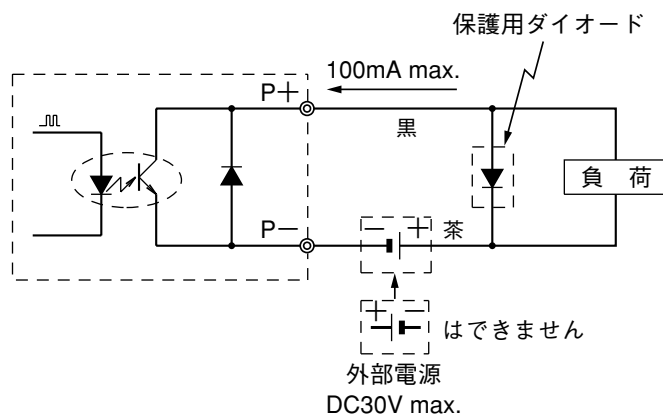 保護用ダイオード
100mA max.
P＋
黒
負　荷
P－
－ ＋
茶
＋ －
はできません
外部電源
DC30V max.